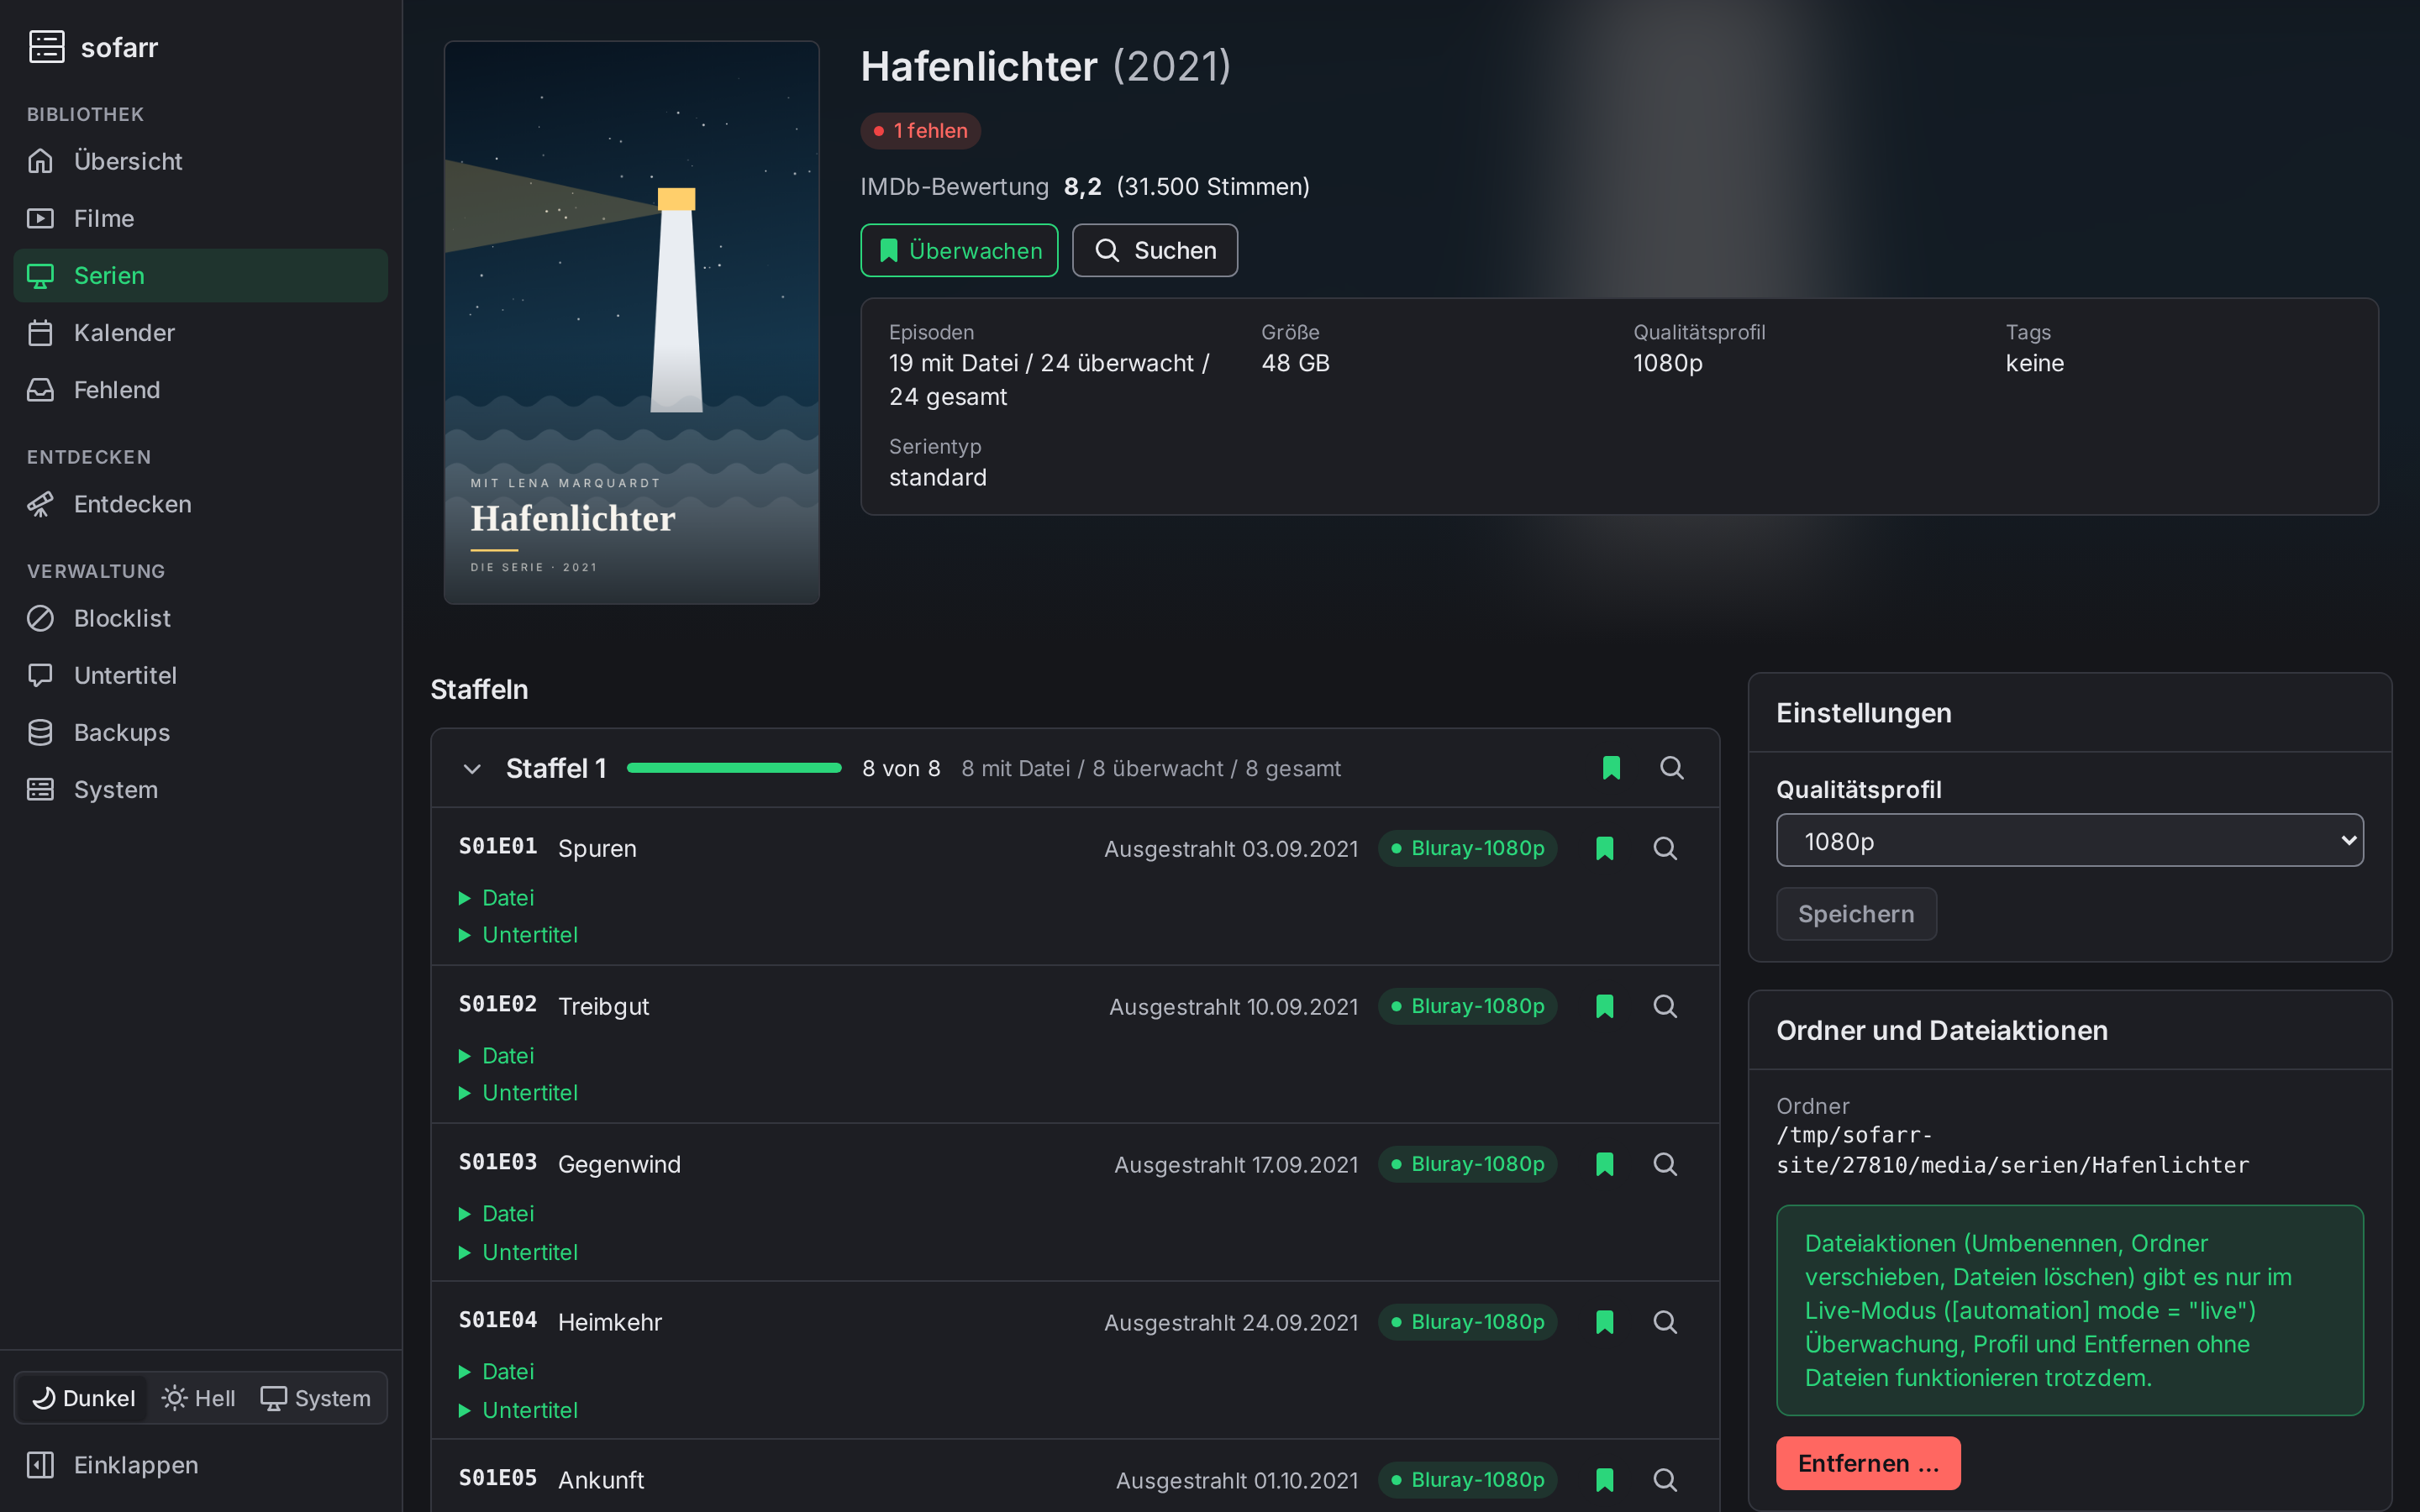 sofarr
BIBLIOTHEK
Übersicht
Filme
Serien
Kalender
Fehlend
ENTDECKEN
Entdecken
VERWALTUNG
Blocklist
Untertitel
Backups
System
Dunkel
Hell
System
Einklappen
MIT LENA MARQUARDT
Hafenlichter
DIE SERIE · 2021
Hafenlichter (2021)
1 fehlen
IMDb-Bewertung 8,2 (31.500 Stimmen)
Überwachen
Suchen
Episoden
19 mit Datei / 24 überwacht /
24 gesamt
Größe
48 GB
Qualitätsprofil
1080p
Tags
keine
Serientyp
standard
Staffeln
Staffel 1 8 von 8 8 mit Datei / 8 überwacht / 8 gesamt
S01E01 Spuren Ausgestrahlt 03.09.2021 Bluray-1080p
Datei
Untertitel
S01E02 Treibgut Ausgestrahlt 10.09.2021 Bluray-1080p
Datei
Untertitel
S01E03 Gegenwind Ausgestrahlt 17.09.2021 Bluray-1080p
Datei
Untertitel
S01E04 Heimkehr Ausgestrahlt 24.09.2021 Bluray-1080p
Datei
Untertitel
S01E05 Ankunft Ausgestrahlt 01.10.2021 Bluray-1080p
Einstellungen
Qualitätsprofil
1080p
Speichern
Ordner und Dateiaktionen
Ordner
/tmp/sofarr-
site/27810/media/serien/Hafenlichter
Dateiaktionen (Umbenennen, Ordner
verschieben, Dateien löschen) gibt es nur im
Live-Modus ([automation] mode = "live")
Überwachung, Profil und Entfernen ohne
Dateien funktionieren trotzdem.
Entfernen ...